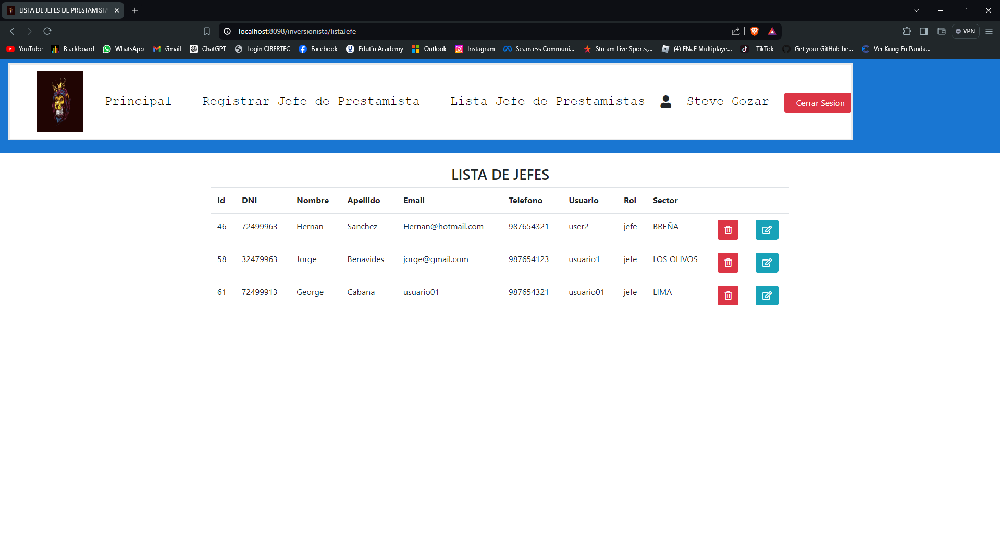 LISTA DE JEFES DE PRESTAMISTA
localhost:8098/inversionista/listaJefe
VPN
YouTube Blackboard WhatsApp Gmail ChatGPT Login CIBERTEC Facebook Edutin Academy Outlook Instagram Seamless Communi... Stream Live Sports,... (4) FNaF Multiplaye... | TikTok Get your GitHub be... Ver Kung Fu Panda...
Principal Registrar Jefe de Prestamista Lista Jefe de Prestamistas Steve Gozar Cerrar Sesion
LISTA DE JEFES
Id DNI Nombre Apellido Email Telefono Usuario Rol Sector
46 72499963 Hernan Sanchez Hernan@hotmail.com 987654321 user2 jefe BREÑA
58 32479963 Jorge Benavides jorge@gmail.com 987654123 usuario1 jefe LOS OLIVOS
61 72499913 George Cabana usuario01 987654321 usuario01 jefe LIMA